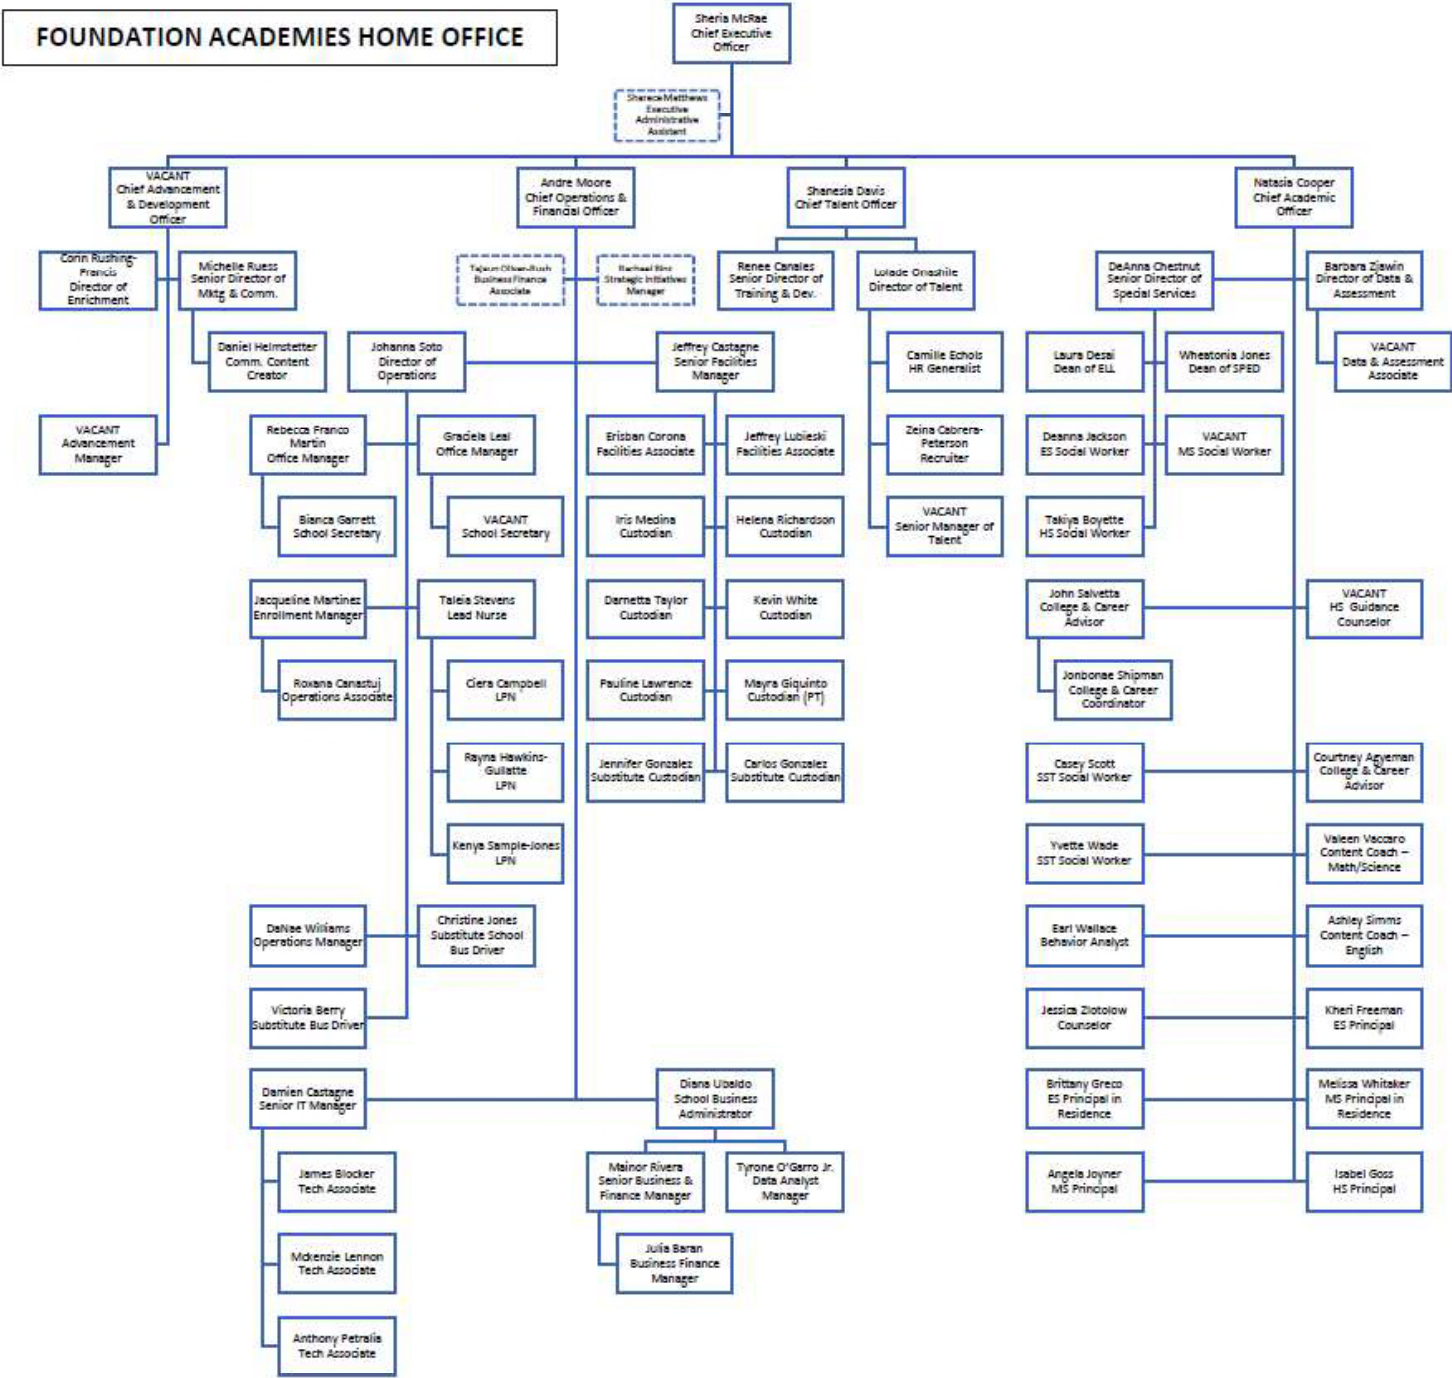 FOUNDATION ACADEMIES HOME OFFICE
Sheria McRae
Chief Executive
Officer
Sharece Matthews
Executive
Administrative
Assistant
VACANT
Chief Advancement
& Development
Officer
Andre Moore
Chief Operations &
Financial Officer
Shanesia Davis
Chief Talent Officer
Natasia Cooper
Chief Academic
Officer
Corin Rushing-
Francis
Director of
Enrichment
Michelle Ruess
Senior Director of
Mktg & Comm.
Business Finance
Associate
Rachael
Strategic Initiatives
Manager
Renee Canales
Senior Director of
Training & Dev.
Lolade
Director of Talent
DeAnna Chestnut
Senior Director of
Special Services
Barbara Zjawin
Director of Data &
Assessment
Daniel Helmstetter
Comm. Content
Creator
Johanna Soto
Director of
Operations
Jeffrey Castagne
Senior Facilities
Manager
Camille Echols
HR Generalist
Laura Desai
Dean of ELL
Wheatonia Jones
Dean of SPED
VACANT
Data & Assessment
Associate
VACANT
Advancement
Manager
Rebecca Franco
Martin
Office Manager
Graciela Leal
Office Manager
Erisban Corona
Facilities Associate
Jeffrey Lubieski
Facilities Associate
Zeina Cabrera-
Peterson
Recruiter
Deanna Jackson
ES Social Worker
VACANT
MS Social Worker
Bianca Garrett
School Secretary
VACANT
School Secretary
Iris Medina
Custodian
Helena Richardson
Custodian
VACANT
Senior Manager of
Talent
Takiya Boyette
HS Social Worker
Jacqueline Martinez
Enrollment Manager
Taleia Stevens
Lead Nurse
Darnetta Taylor
Custodian
Kevin White
Custodian
John Salvetta
College & Career
Advisor
VACANT
HS Guidance
Counselor
Roxana Canastuj
Operations Associate
Ciera Campbell
LPN
Pauline Lawrence
Custodian
Mayra Giquinto
Custodian (PT)
Jonbonae Shipman
College & Career
Coordinator
Rayna Hawkins-
Gullatte
LPN
Jennifer Gonzalez
Substitute Custodian
Carlos Gonzalez
Substitute Custodian
Casey Scott
SST Social Worker
Courtney Agyeman
College & Career
Advisor
Kenya Sample-Jones
LPN
Yvette Wade
SST Social Worker
Valeen Vaccaro
Content Coach –
Math/Science
DaNae Williams
Operations Manager
Christine Jones
Substitute School
Bus Driver
Earl Wallace
Behavior Analyst
Ashley Simms
Content Coach –
English
Victoria Berry
Substitute Bus Driver
Jessica Zlotolow
Counselor
Kheri Freeman
ES Principal
Damien Castagne
Senior IT Manager
Diana Ubaldo
School Business
Administrator
Brittany Greco
ES Principal in
Residence
Melissa Whitaker
MS Principal in
Residence
James Blocker
Tech Associate
Mainor Rivera
Senior Business &
Finance Manager
Tyrone O'Garro Jr.
Data Analyst
Manager
Angela Joyner
MS Principal
Isabel Goss
HS Principal
Mckenzie Lennon
Tech Associate
Julia Baran
Business Finance
Manager
Anthony Petralia
Tech Associate